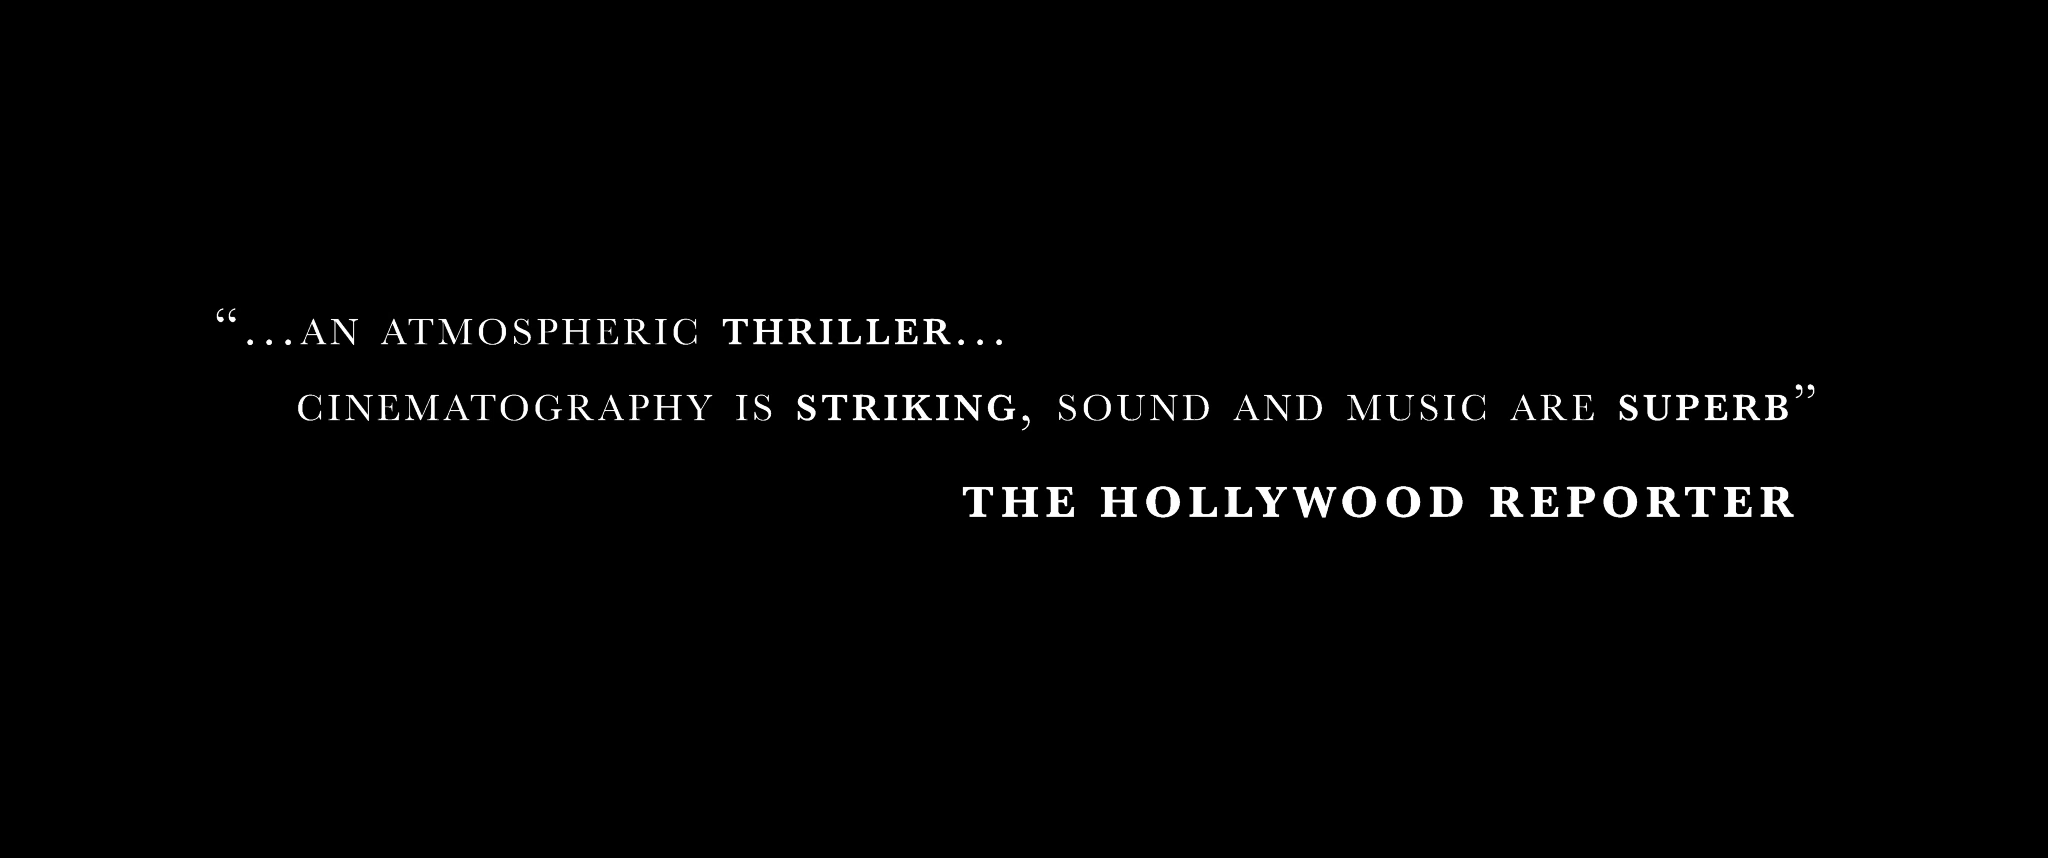 “...AN ATMOSPHERIC THRILLER...
CINEMATOGRAPHY IS STRIKING, SOUND AND MUSIC ARE SUPERB”
THE HOLLYWOOD REPORTER